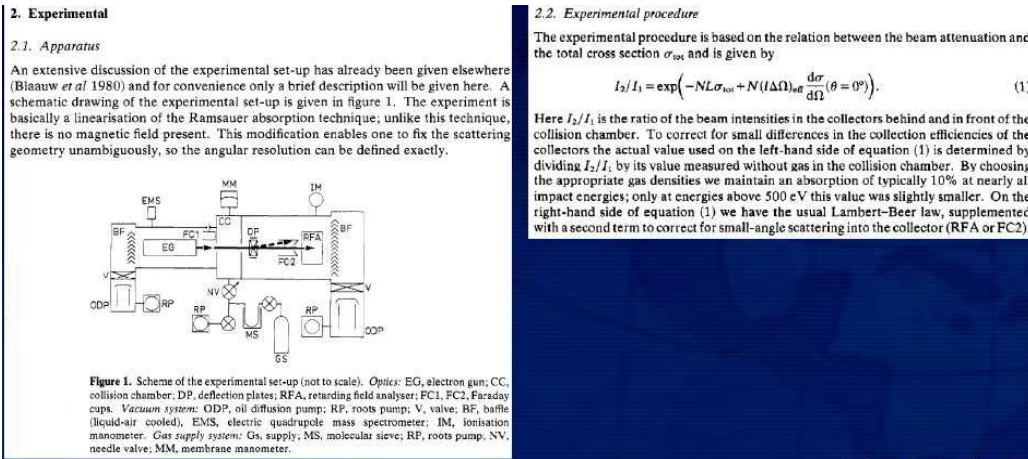 2. Experimental
2.1. Apparatus
An extensive discussion of the experimental set-up has already been given elsewhere
(Blaauw et al 1980) and for convenience only a brief description will be given here. A
schematic drawing of the experimental set-up is given in figure 1. The experiment is
basically a linearisation of the Ramsauer absorption technique; unlike this technique,
there is no magnetic field present. This modification enables one to fix the scattering
geometry unambiguously, so the angular resolution can be defined exactly.
MM
IM
EMS
CC
BF
FC1
DP
RFA
BF
EG
FC2
V
NV
V
ODP
RP
RP
RP
MS
ODP
GS
Figure 1. Scheme of the experimental set-up (not to scale). Optics: EG, electron gun; CC,
collision chamber; DP, deflection plates; RFA, retarding field analyser; FC1, FC2, Faraday
cups. Vacuum system: ODP, oil diffusion pump; RP, roots pump; V, valve; BF, baffle
(liquid-air cooled), EMS, electric quadrupole mass spectrometer; IM, ionisation
manometer. Gas supply system: Gs, supply; MS, molecular sieve; RP, roots pump, NV,
needle valve; MM, membrane manometer.
2.2. Experimental procedure
The experimental procedure is based on the relation between the beam attenuation and
the total cross section σtot and is given by
I2/I1 = exp(−NLσtot + N(lΔΩ)eff dσ/dΩ (θ = 0°)). (1)
Here I2/I1 is the ratio of the beam intensities in the collectors behind and in front of the
collision chamber. To correct for small differences in the collection efficiencies of the
collectors the actual value used on the left-hand side of equation (1) is determined by
dividing I2/I1 by its value measured without gas in the collision chamber. By choosing
the appropriate gas densities we maintain an absorption of typically 10% at nearly al
impact energies; only at energies above 500 eV this value was slightly smaller. On the
right-hand side of equation (1) we have the usual Lambert–Beer law, supplemented
with a second term to correct for small-angle scattering into the collector (RFA or FC2)